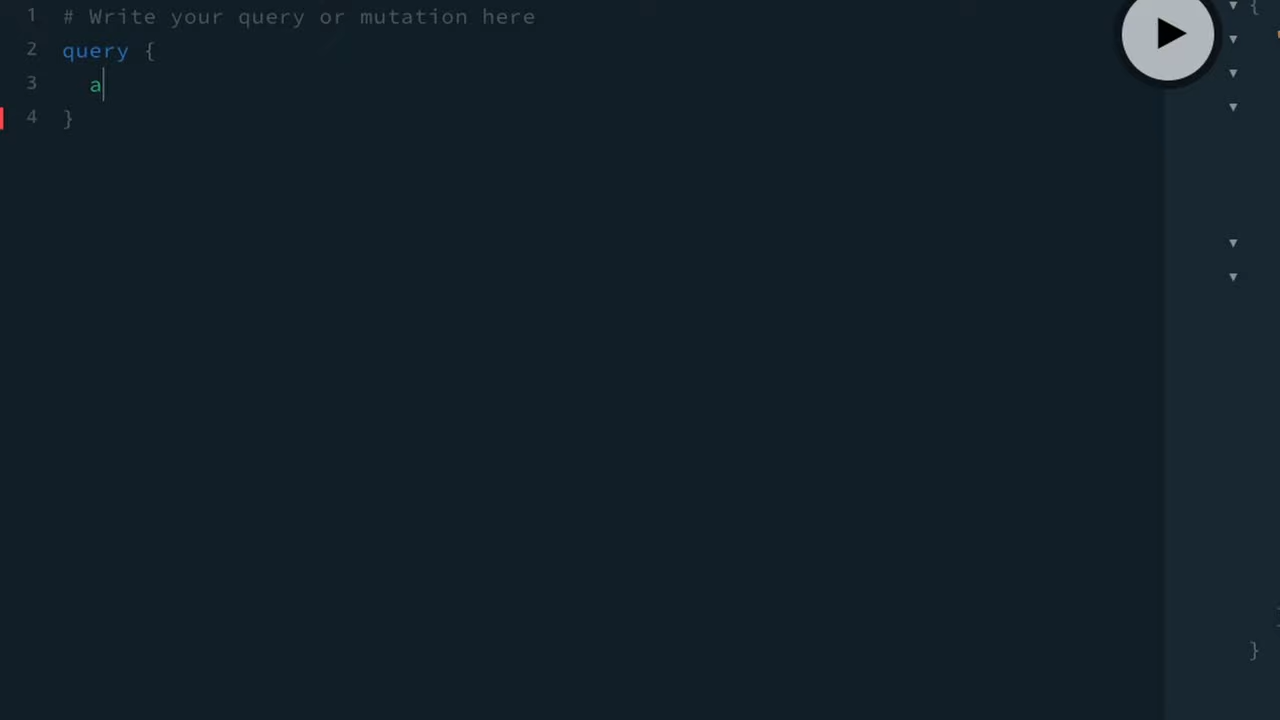 1 # Write your query or mutation here
2 query {
3 a
4 }
{
}